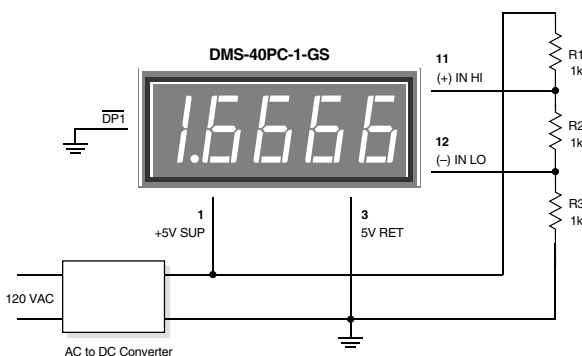 DMS-40PC-1-GS
11
(+) IN HI
R1
1k
DP1
1.6666
R2
1k
12
(–) IN LO
R3
1k
1
+5V SUP
3
5V RET
120 VAC
AC to DC Converter